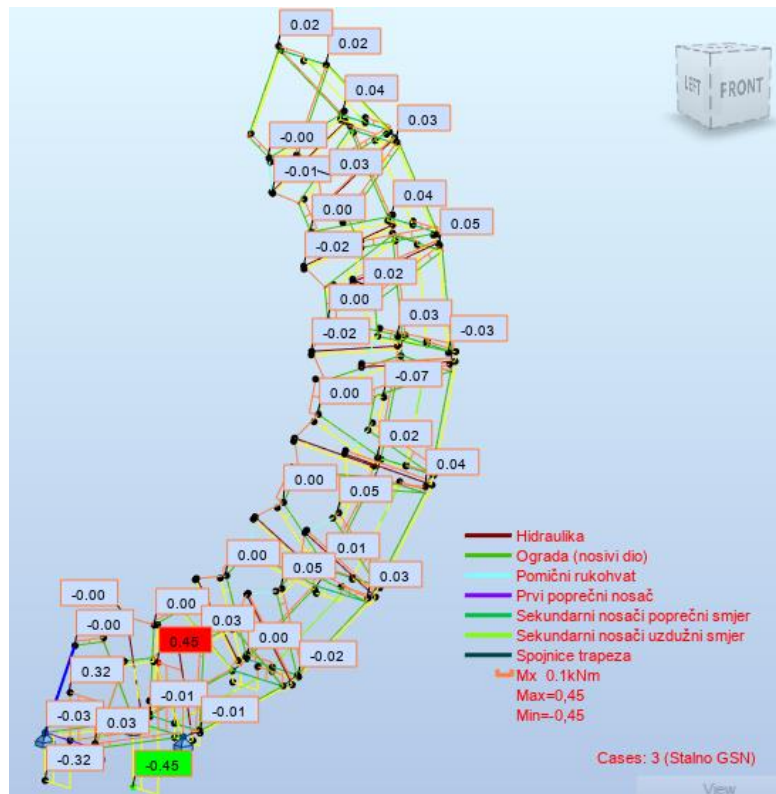 0.02
0.02
LEFT
FRONT
0.04
0.03
-0.00
0.03
-0.01
0.04
0.00
0.05
-0.02
0.02
0.00
0.03
-0.03
-0.02
-0.07
0.00
0.02
0.04
0.00
0.05
0.01
0.00
0.05
0.03
-0.00
0.00
-0.00
0.03
0.45
0.00
-0.02
0.32
-0.01
-0.03
0.03
-0.01
-0.32
-0.45
Hidraulika
Ograda (nosivi dio)
Pomični rukohvat
Prvi poprečni nosač
Sekundarni nosači poprečni smjer
Sekundarni nosači uzdužni smjer
Spojnice trapeza
Mx 0.1kNm
Max=0,45
Min=-0,45
Cases: 3 (Stalno GSN)
View